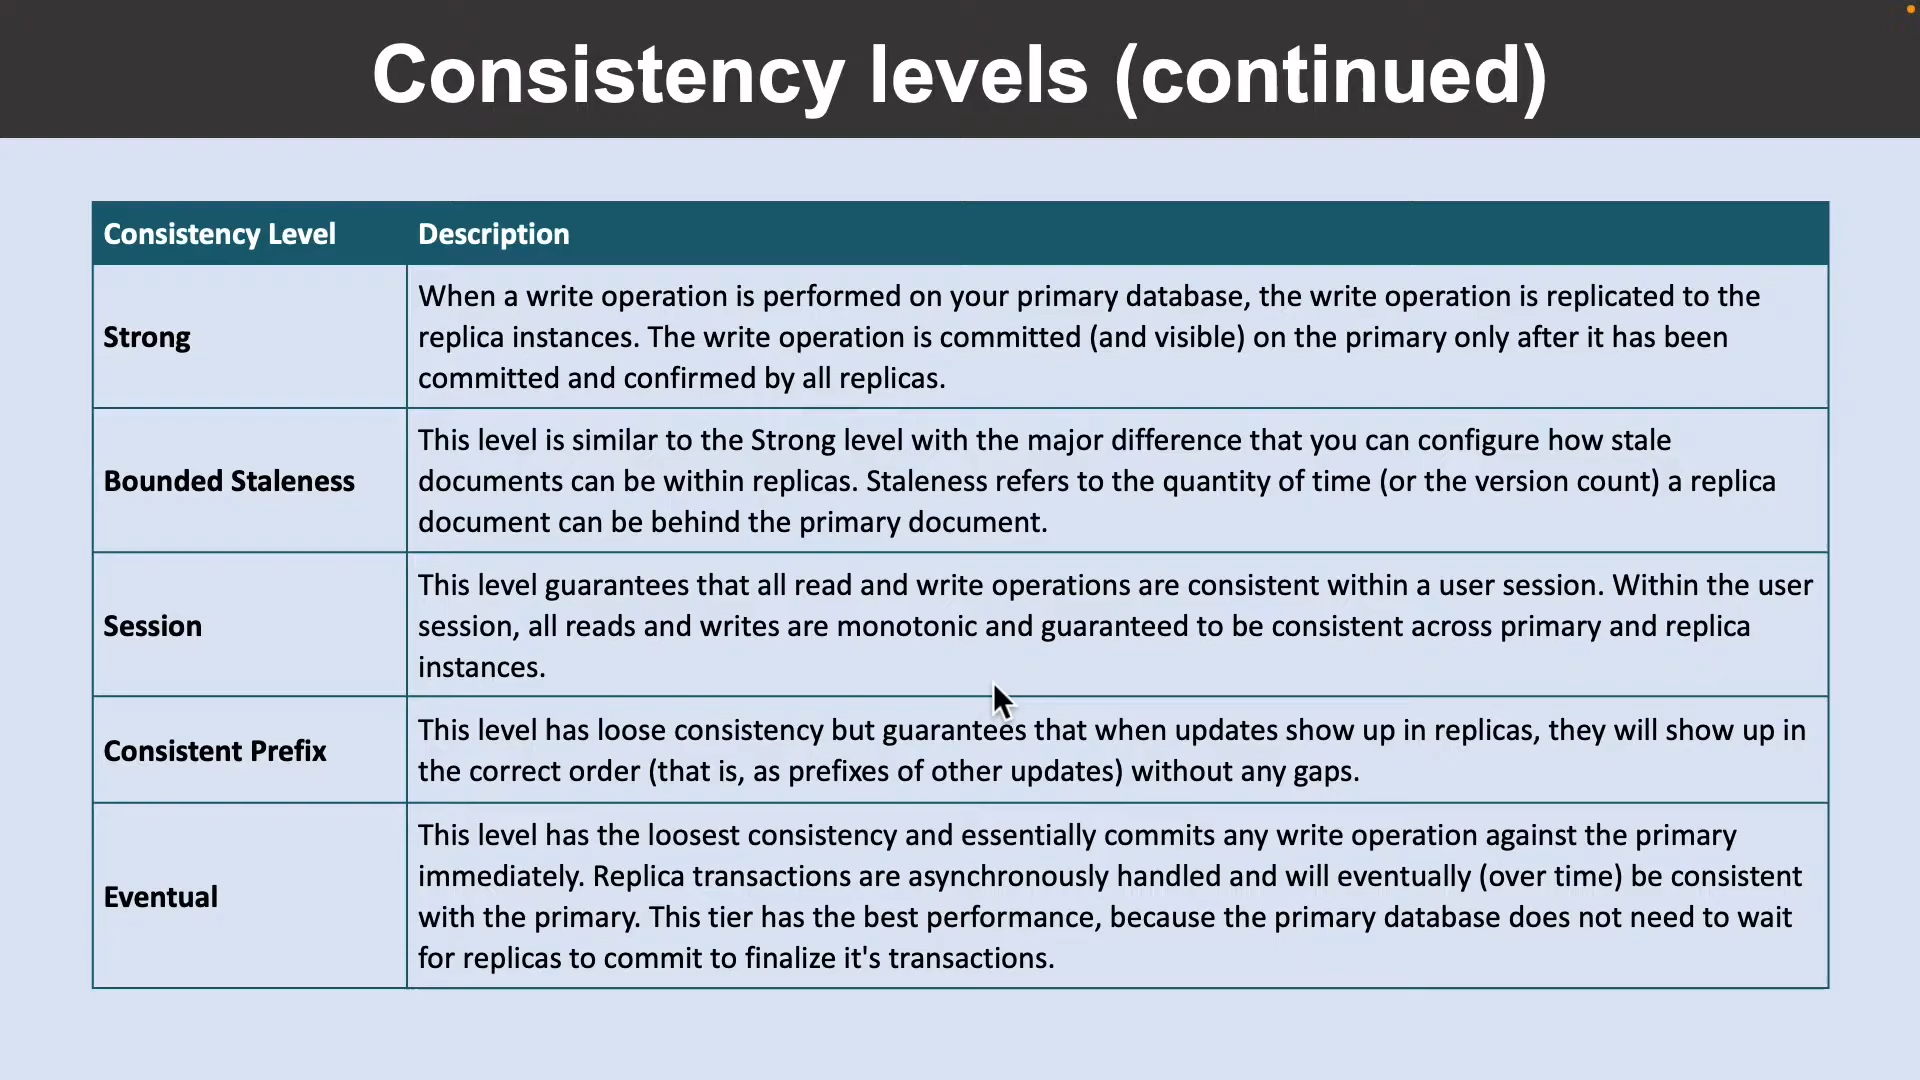 Consistency levels (continued)
Consistency Level
Description
Strong
When a write operation is performed on your primary database, the write operation is replicated to the
replica instances. The write operation is committed (and visible) on the primary only after it has been
committed and confirmed by all replicas.
Bounded Staleness
This level is similar to the Strong level with the major difference that you can configure how stale
documents can be within replicas. Staleness refers to the quantity of time (or the version count) a replica
document can be behind the primary document.
Session
This level guarantees that all read and write operations are consistent within a user session. Within the user
session, all reads and writes are monotonic and guaranteed to be consistent across primary and replica
instances.
Consistent Prefix
This level has loose consistency but guarantees that when updates show up in replicas, they will show up in
the correct order (that is, as prefixes of other updates) without any gaps.
Eventual
This level has the loosest consistency and essentially commits any write operation against the primary
immediately. Replica transactions are asynchronously handled and will eventually (over time) be consistent
with the primary. This tier has the best performance, because the primary database does not need to wait
for replicas to commit to finalize it's transactions.